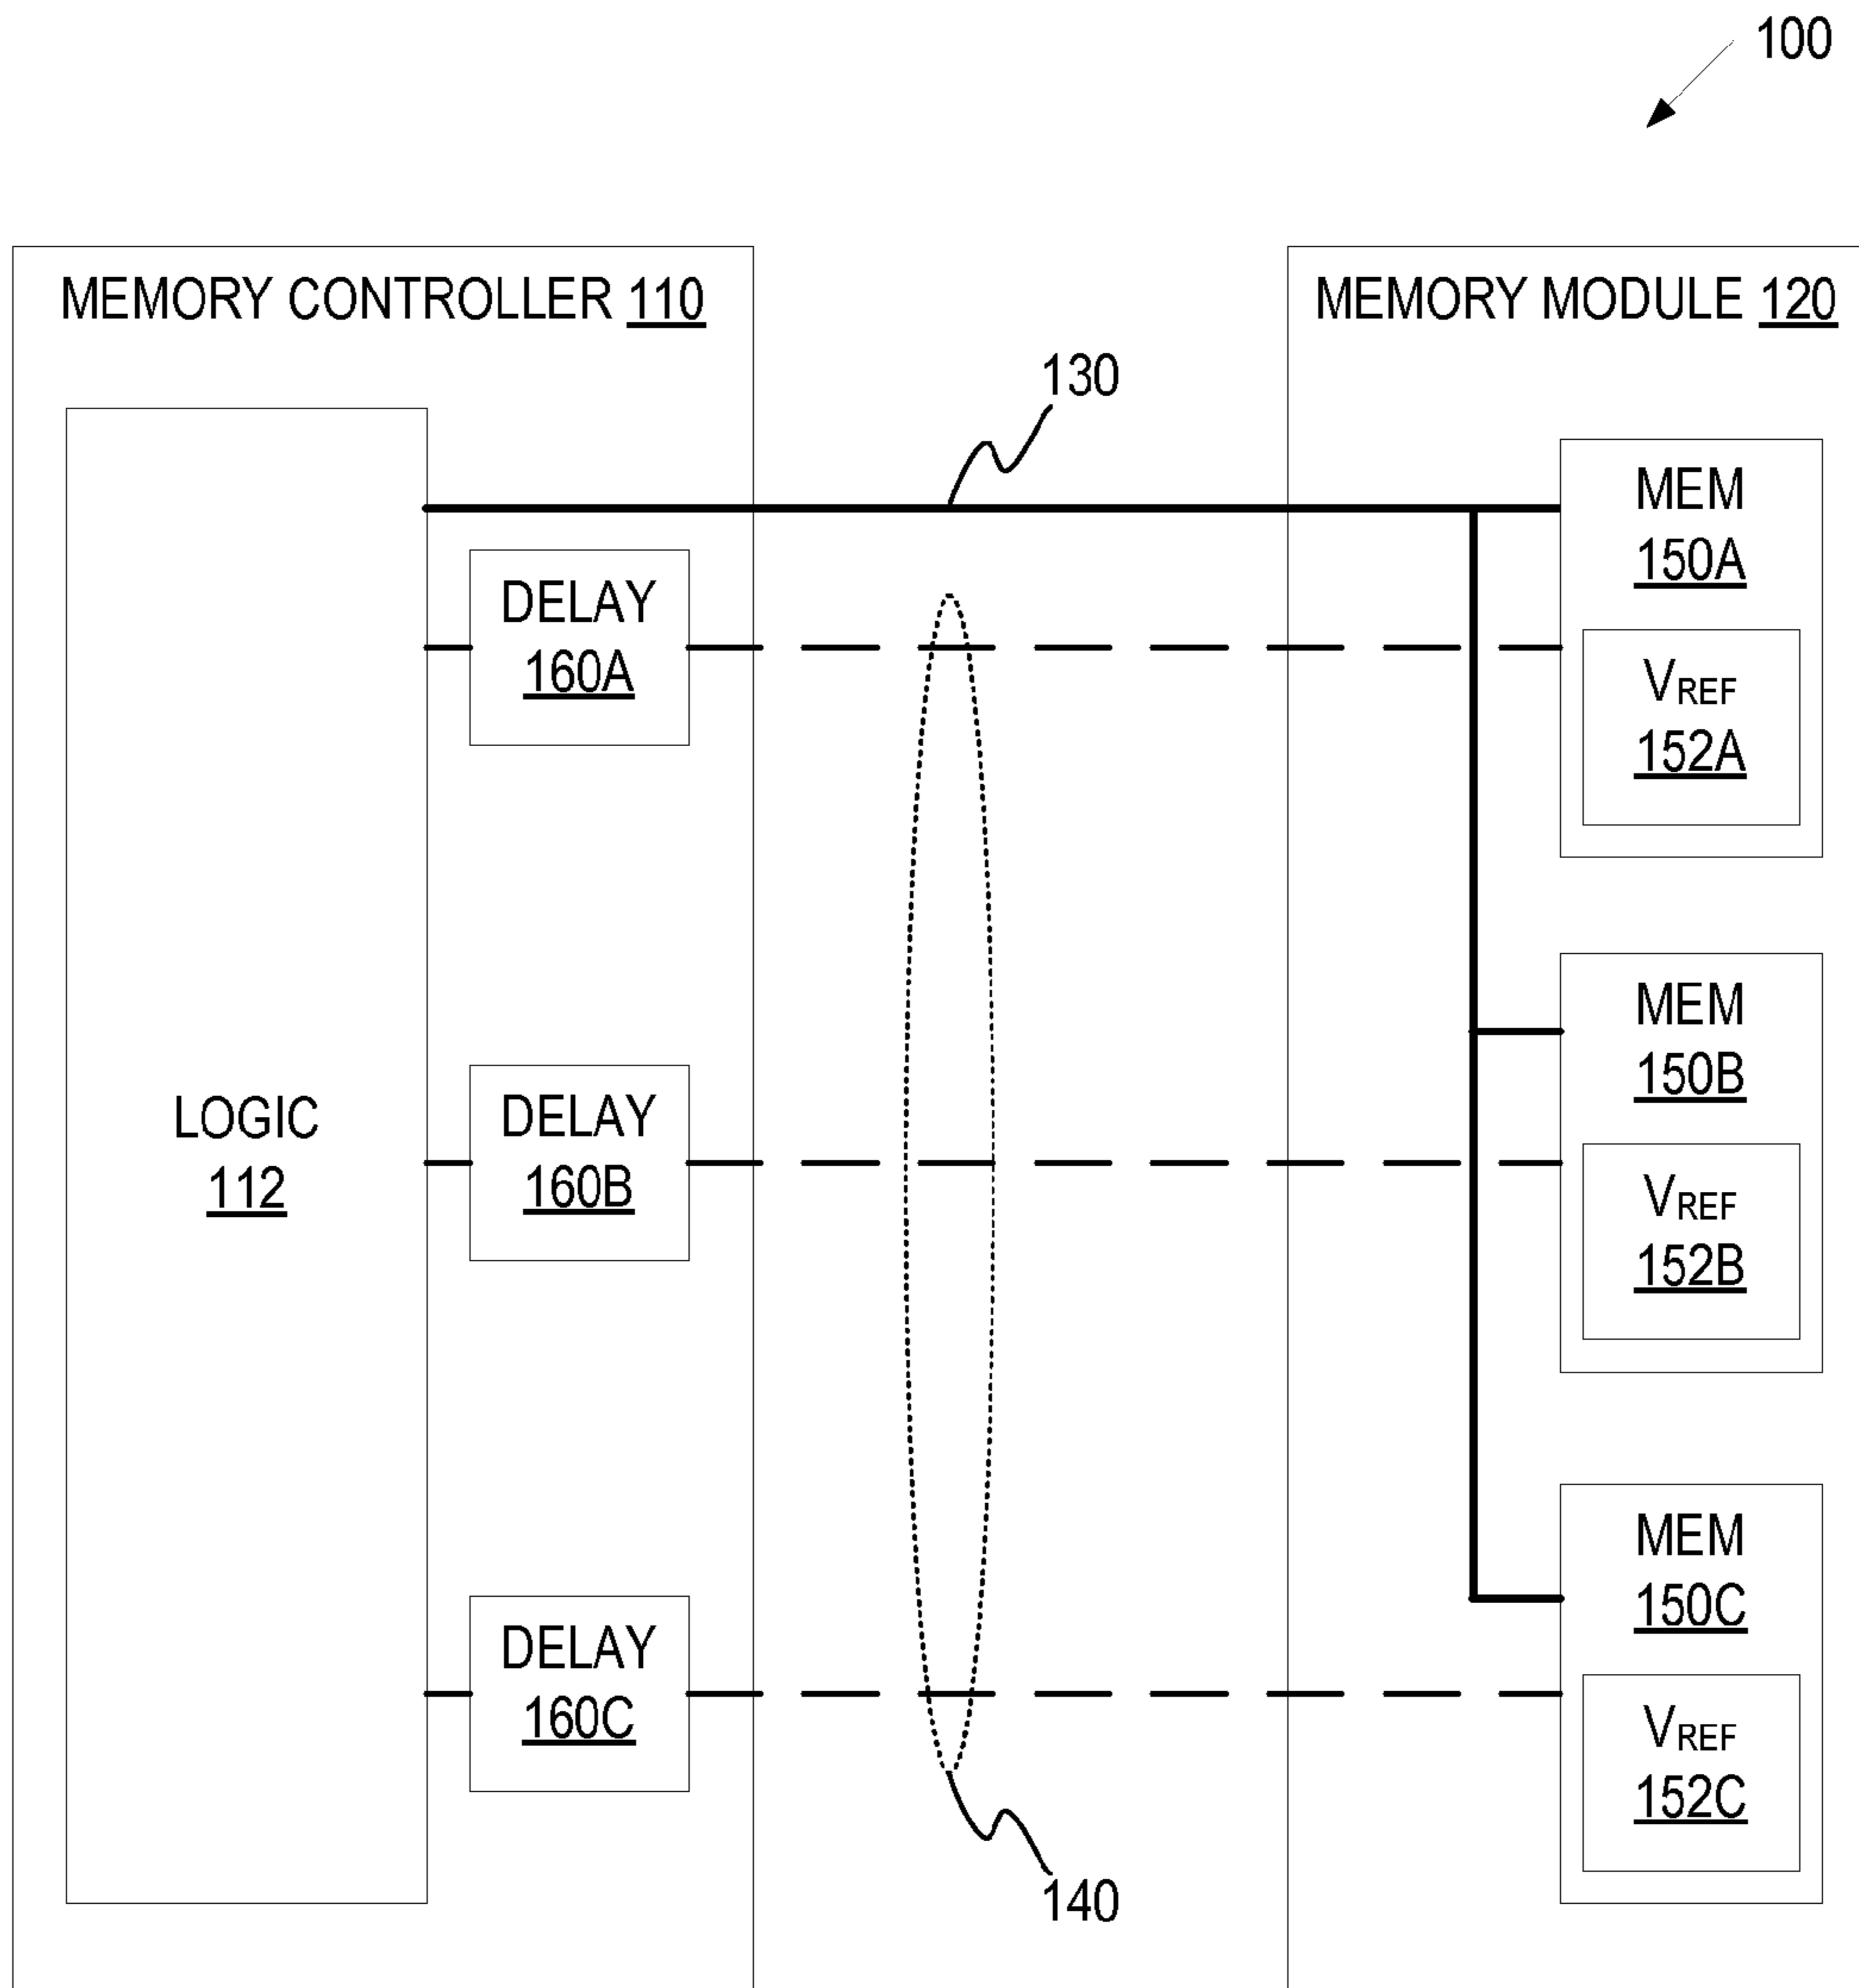 100
MEMORY CONTROLLER 110
MEMORY MODULE 120
130
MEM
150A
DELAY
160A
VREF
152A
MEM
150B
LOGIC
112
DELAY
160B
VREF
152B
MEM
150C
DELAY
160C
VREF
152C
140